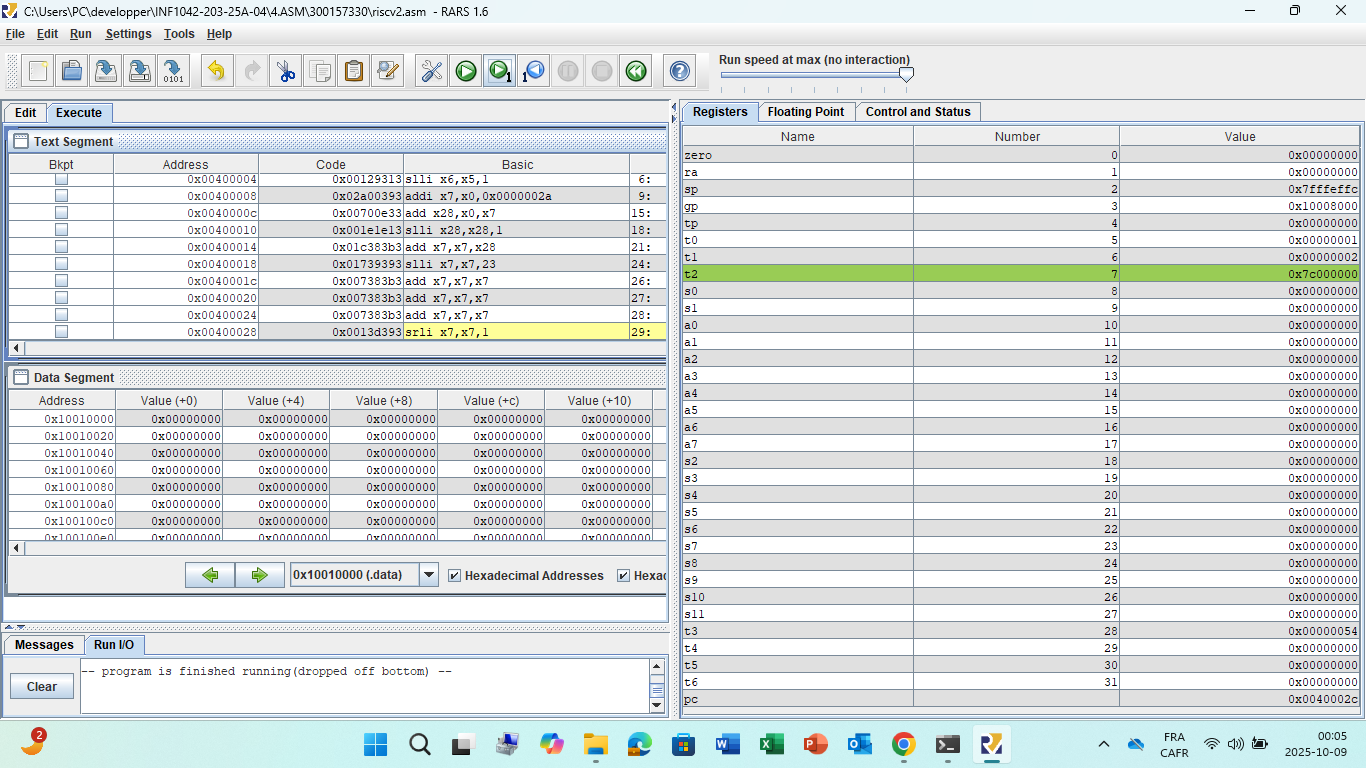 C:\Users\PC\developper\INF1042-203-25A-04\4.ASM\300157330\riscv2.asm - RARS 1.6
File Edit Run Settings Tools Help
Run speed at max (no interaction)
Edit Execute
Text Segment
Bkpt Address Code Basic
0x00400004 0x00129313 slli x6,x5,1 6:
0x00400008 0x02a00393 addi x7,x0,0x0000002a 9:
0x0040000c 0x00700e33 add x28,x0,x7 15:
0x00400010 0x001e1e13 slli x28,x28,1 18:
0x00400014 0x01c383b3 add x7,x7,x28 21:
0x00400018 0x01739393 slli x7,x7,23 24:
0x0040001c 0x007383b3 add x7,x7,x7 26:
0x00400020 0x007383b3 add x7,x7,x7 27:
0x00400024 0x007383b3 add x7,x7,x7 28:
0x00400028 0x0013d393 srli x7,x7,1 29:
Data Segment
Address Value (+0) Value (+4) Value (+8) Value (+c) Value (+10)
0x10010000 0x00000000 0x00000000 0x00000000 0x00000000 0x00000000
0x10010020 0x00000000 0x00000000 0x00000000 0x00000000 0x00000000
0x10010040 0x00000000 0x00000000 0x00000000 0x00000000 0x00000000
0x10010060 0x00000000 0x00000000 0x00000000 0x00000000 0x00000000
0x10010080 0x00000000 0x00000000 0x00000000 0x00000000 0x00000000
0x100100a0 0x00000000 0x00000000 0x00000000 0x00000000 0x00000000
0x100100c0 0x00000000 0x00000000 0x00000000 0x00000000 0x00000000
0x100100e0 0x00000000 0x00000000 0x00000000 0x00000000 0x00000000
0x10010000 (.data) Hexadecimal Addresses Hexad
Messages Run I/O
-- program is finished running(dropped off bottom) --
Clear
Registers Floating Point Control and Status
Name Number Value
zero 0 0x00000000
ra 1 0x00000000
sp 2 0x7fffeffc
gp 3 0x10008000
tp 4 0x00000000
t0 5 0x00000001
t1 6 0x00000002
t2 7 0x7c000000
s0 8 0x00000000
s1 9 0x00000000
a0 10 0x00000000
a1 11 0x00000000
a2 12 0x00000000
a3 13 0x00000000
a4 14 0x00000000
a5 15 0x00000000
a6 16 0x00000000
a7 17 0x00000000
s2 18 0x00000000
s3 19 0x00000000
s4 20 0x00000000
s5 21 0x00000000
s6 22 0x00000000
s7 23 0x00000000
s8 24 0x00000000
s9 25 0x00000000
s10 26 0x00000000
s11 27 0x00000000
t3 28 0x00000054
t4 29 0x00000000
t5 30 0x00000000
t6 31 0x00000000
pc 0x0040002c
2
FRA
CAFR
00:05
2025-10-09